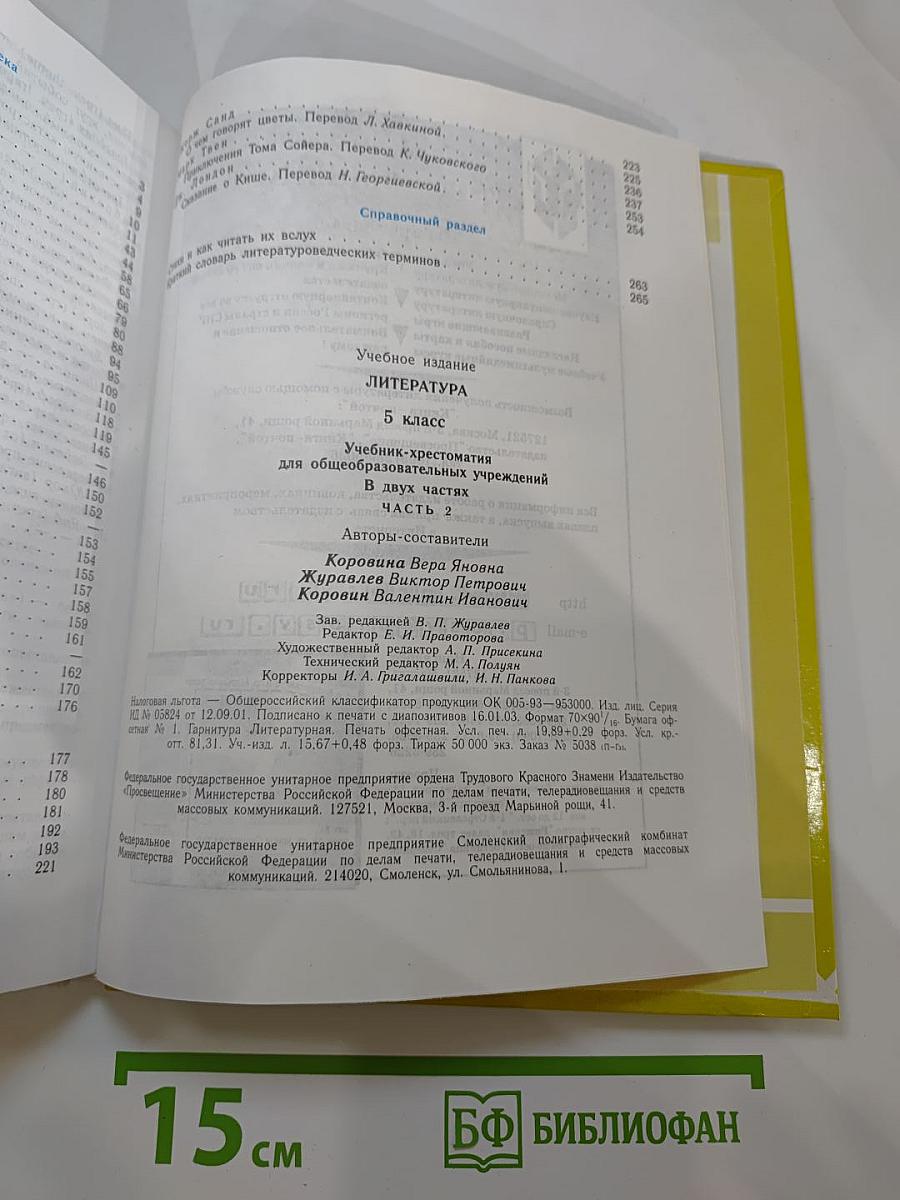 ека
3
4
9
10
11
43
44
58
65
66
79
80
88
94
95
109
110
118
119
145
—
146
150
152
—
153
154
155
157
158
159
161
—
162
170
176
177
178
180
181
192
193
221
Санд
О чем говорят цветы. Перевод Л. Хавкиной.
Твен
Приключения Тома Сойера. Перевод К. Чуковского
Лондон
Сказание о Кише. Перевод Н. Георгиевской.
223
225
236
237
253
254
Справочный раздел
и как читать их вслух
263
Краткий словарь литературоведческих терминов.
265
Учебное издание
ЛИТЕРАТУРА
5 класс
Учебник-хрестоматия
для общеобразовательных учреждений
В двух частях
ЧАСТЬ 2
Авторы-составители
Коровина Вера Яновна
Журавлев Виктор Петрович
Коровин Валентин Иванович
Зав. редакцией В. П. Журавлев
Редактор Е. И. Правоторова
Художественный редактор А. П. Присекина
Технический редактор М. А. Полуян
Корректоры И. А. Григалашвили, И. Н. Панкова
Налоговая льгота — Общероссийский классификатор продукции ОК 005-93—953000. Изд. лиц. Серия
ИД № 05824 от 12.09.01. Подписано к печати с диапозитивов 16.01.03. Формат 70×90¹/₁₆. Бумага оф-
сетная № 1. Гарнитура Литературная. Печать офсетная. Усл. печ. л. 19,89+0,29 форз. Усл. кр.-
отт. 81,31. Уч.-изд. л. 15,67+0,48 форз. Тираж 50 000 экз. Заказ № 5038 (п-гз).
Федеральное государственное унитарное предприятие ордена Трудового Красного Знамени Издательство
«Просвещение» Министерства Российской Федерации по делам печати, телерадиовещания и средств
массовых коммуникаций. 127521, Москва, 3-й проезд Марьиной рощи, 41.
Федеральное государственное унитарное предприятие Смоленский полиграфический комбинат
Министерства Российской Федерации по делам печати, телерадиовещания и средств массовых
коммуникаций. 214020, Смоленск, ул. Смольянинова, 1.
15 см
БФ БИБЛИОФАН